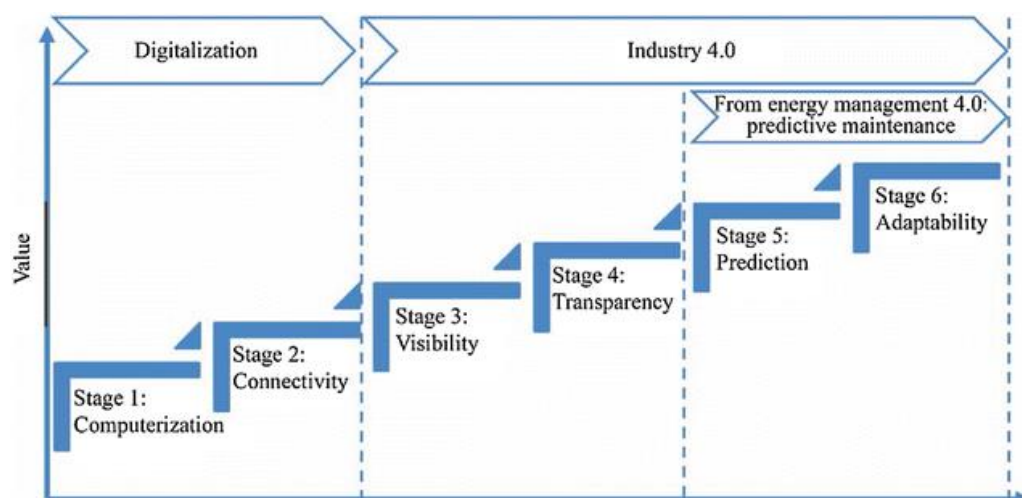 Digitalization
Industry 4.0
From energy management 4.0:
predictive maintenance
Value
Stage 1:
Computerization
Stage 2:
Connectivity
Stage 3:
Visibility
Stage 4:
Transparency
Stage 5:
Prediction
Stage 6:
Adaptability